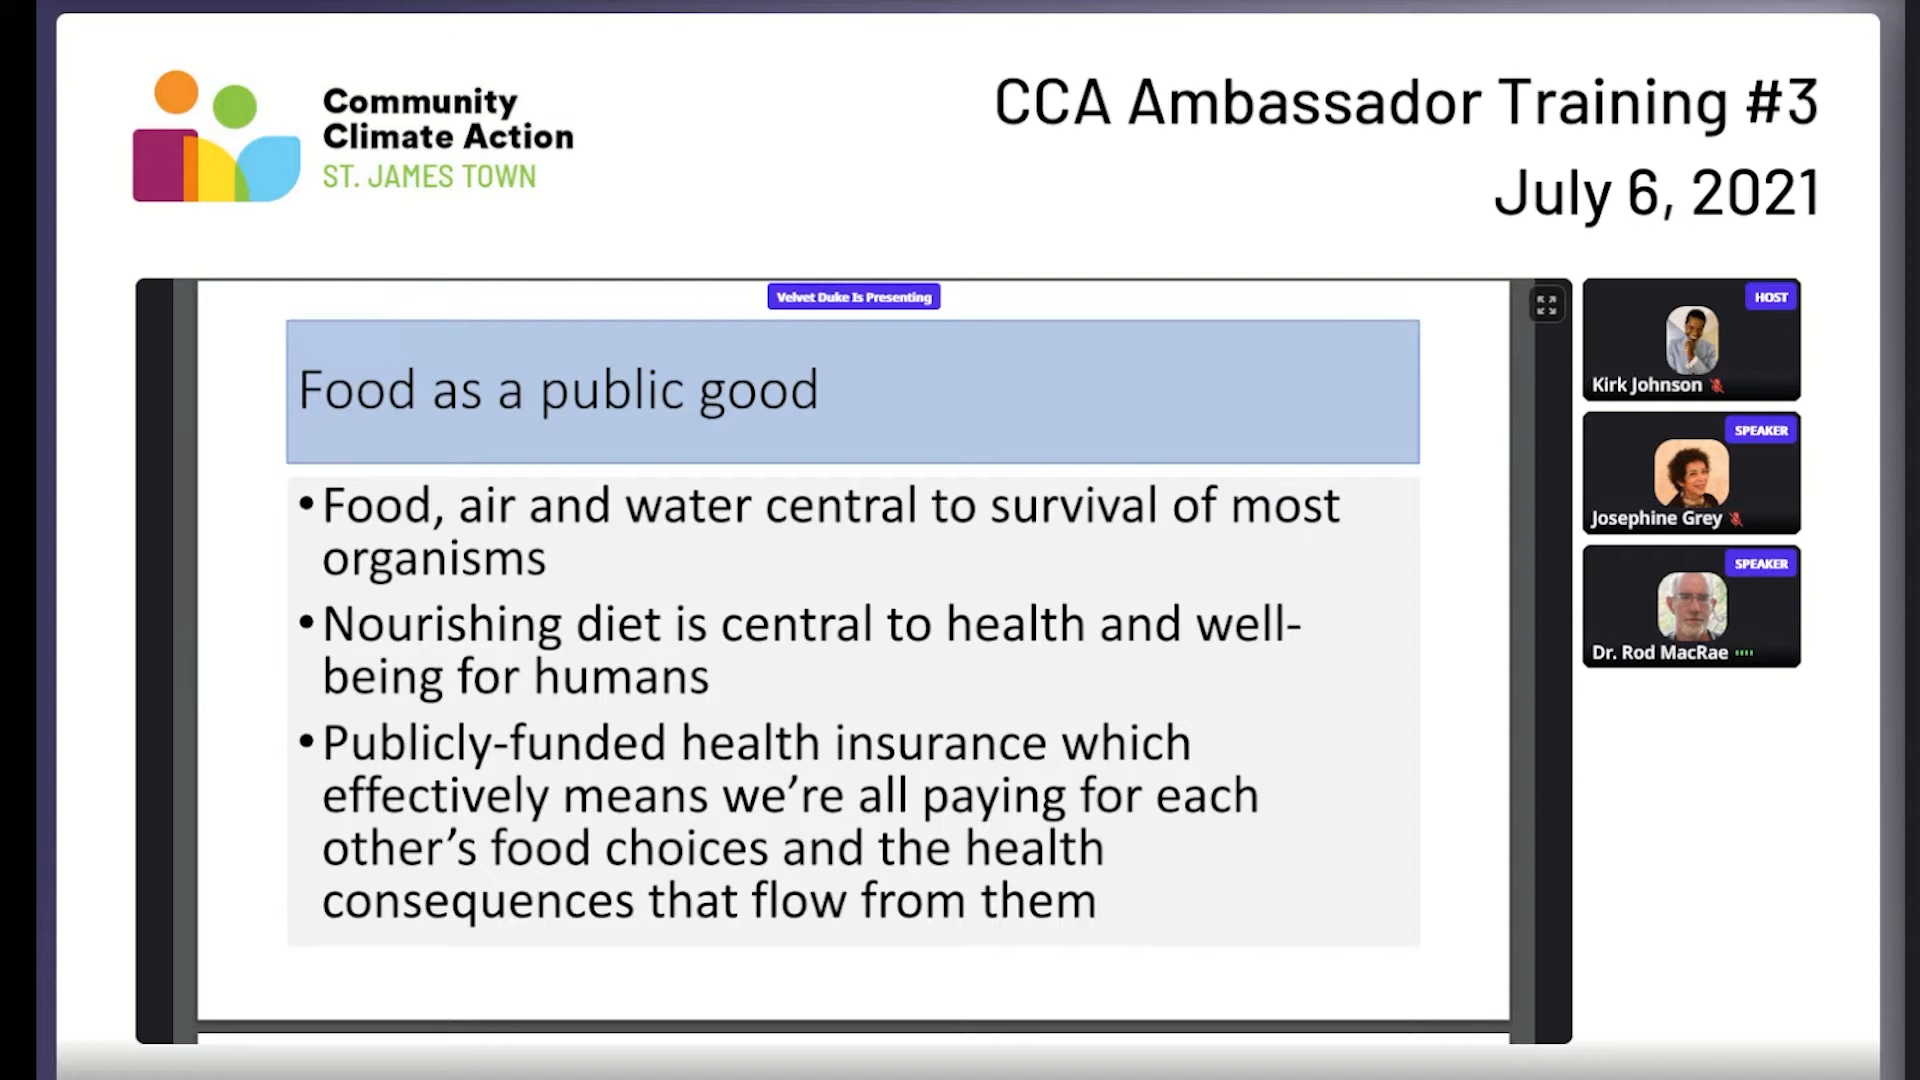 Community
Climate Action
ST. JAMES TOWN
CCA Ambassador Training #3
July 6, 2021
Velvet Duke Is Presenting
Food as a public good
•Food, air and water central to survival of most
organisms
•Nourishing diet is central to health and well-
being for humans
•Publicly-funded health insurance which
effectively means we’re all paying for each
other’s food choices and the health
consequences that flow from them
HOST
Kirk Johnson
SPEAKER
Josephine Grey
SPEAKER
Dr. Rod MacRae